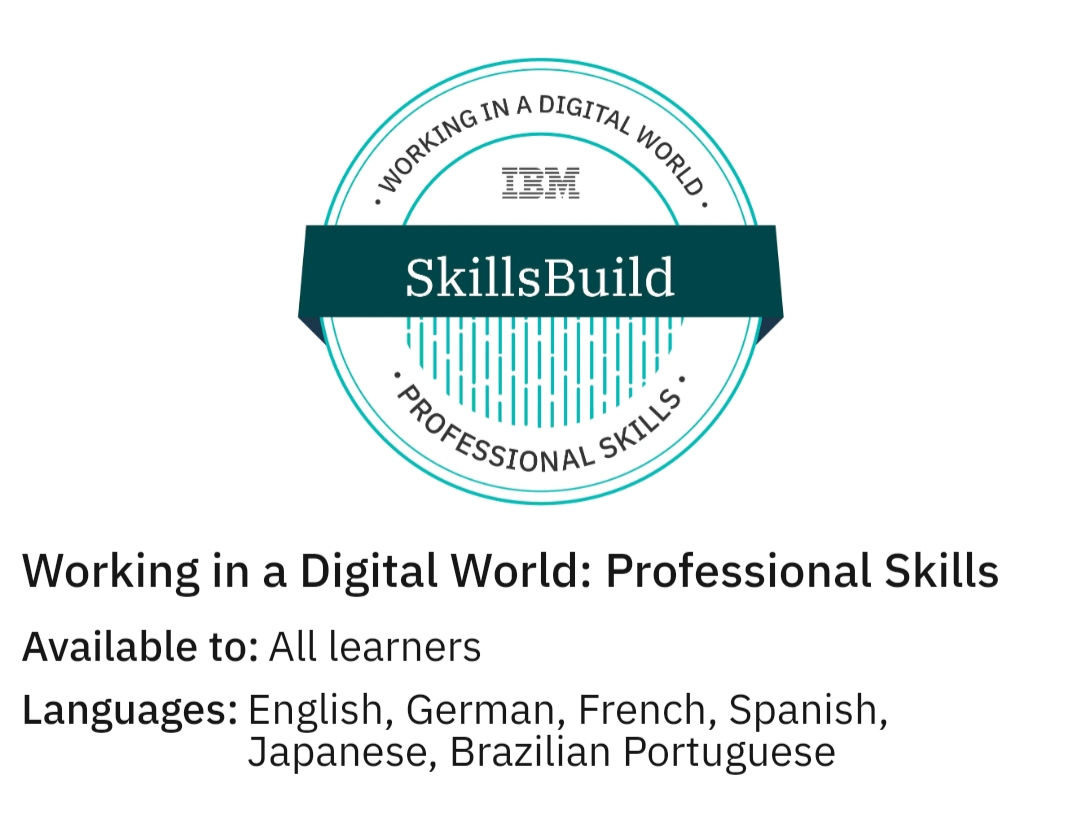 • WORKING IN A DIGITAL WORLD •
IBM
SkillsBuild
• PROFESSIONAL SKILLS •
Working in a Digital World: Professional Skills
Available to: All learners
Languages: English, German, French, Spanish,
Japanese, Brazilian Portuguese